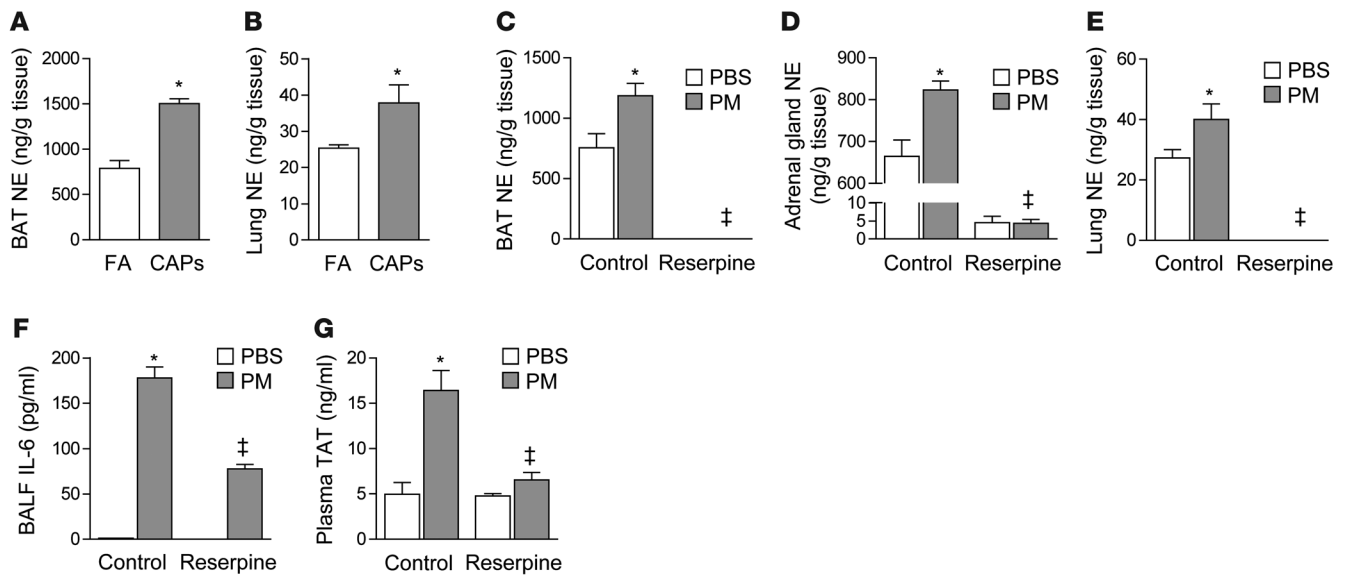 A
BAT NE (ng/g tissue)
2000
1500
1000
500
0
*
FA CAPs
B
Lung NE (ng/g tissue)
50
40
30
20
10
0
*
FA CAPs
C
BAT NE (ng/g tissue)
1500
1000
500
0
*
‡
PBS
PM
Control Reserpine
D
Adrenal gland NE
(ng/g tissue)
900
800
700
600
10
5
0
*
‡
PBS
PM
Control Reserpine
E
Lung NE (ng/g tissue)
60
40
20
0
*
‡
PBS
PM
Control Reserpine
F
BALF IL-6 (pg/ml)
200
150
100
50
0
*
‡
PBS
PM
Control Reserpine
G
Plasma TAT (ng/ml)
20
15
10
5
0
*
‡
PBS
PM
Control Reserpine